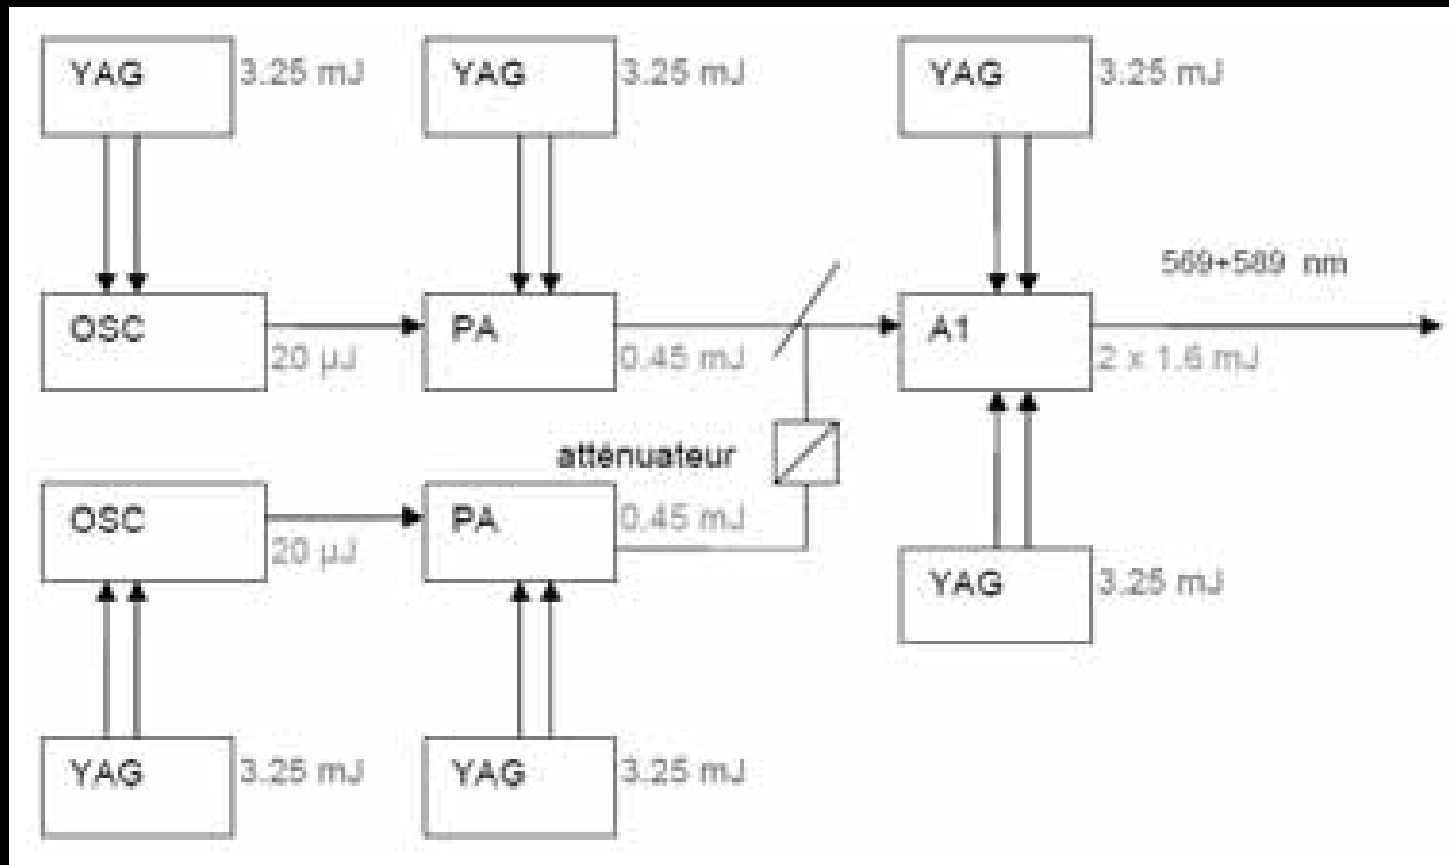 YAG 3.25 mJ
YAG 3.25 mJ
YAG 3.25 mJ
569+589 nm
OSC
20 µJ
PA
0.45 mJ
A1
2 x 1.6 mJ
atténuateur
OSC
20 µJ
PA
0.45 mJ
YAG 3.25 mJ
YAG 3.25 mJ
YAG 3.25 mJ